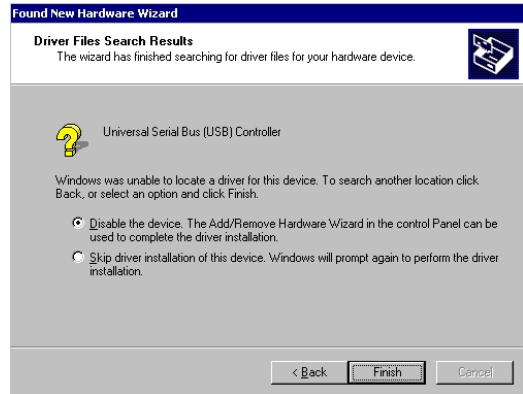 Found New Hardware Wizard
Driver Files Search Results
The wizard has finished searching for driver files for your hardware device.
Universal Serial Bus (USB) Controller
Windows was unable to locate a driver for this device. To search another location click
Back, or select an option and click Finish.
Disable the device. The Add/Remove Hardware Wizard in the control Panel can be
used to complete the driver installation.
Skip driver installation of this device. Windows will prompt again to perform the driver
installation.
< Back Finish Cancel